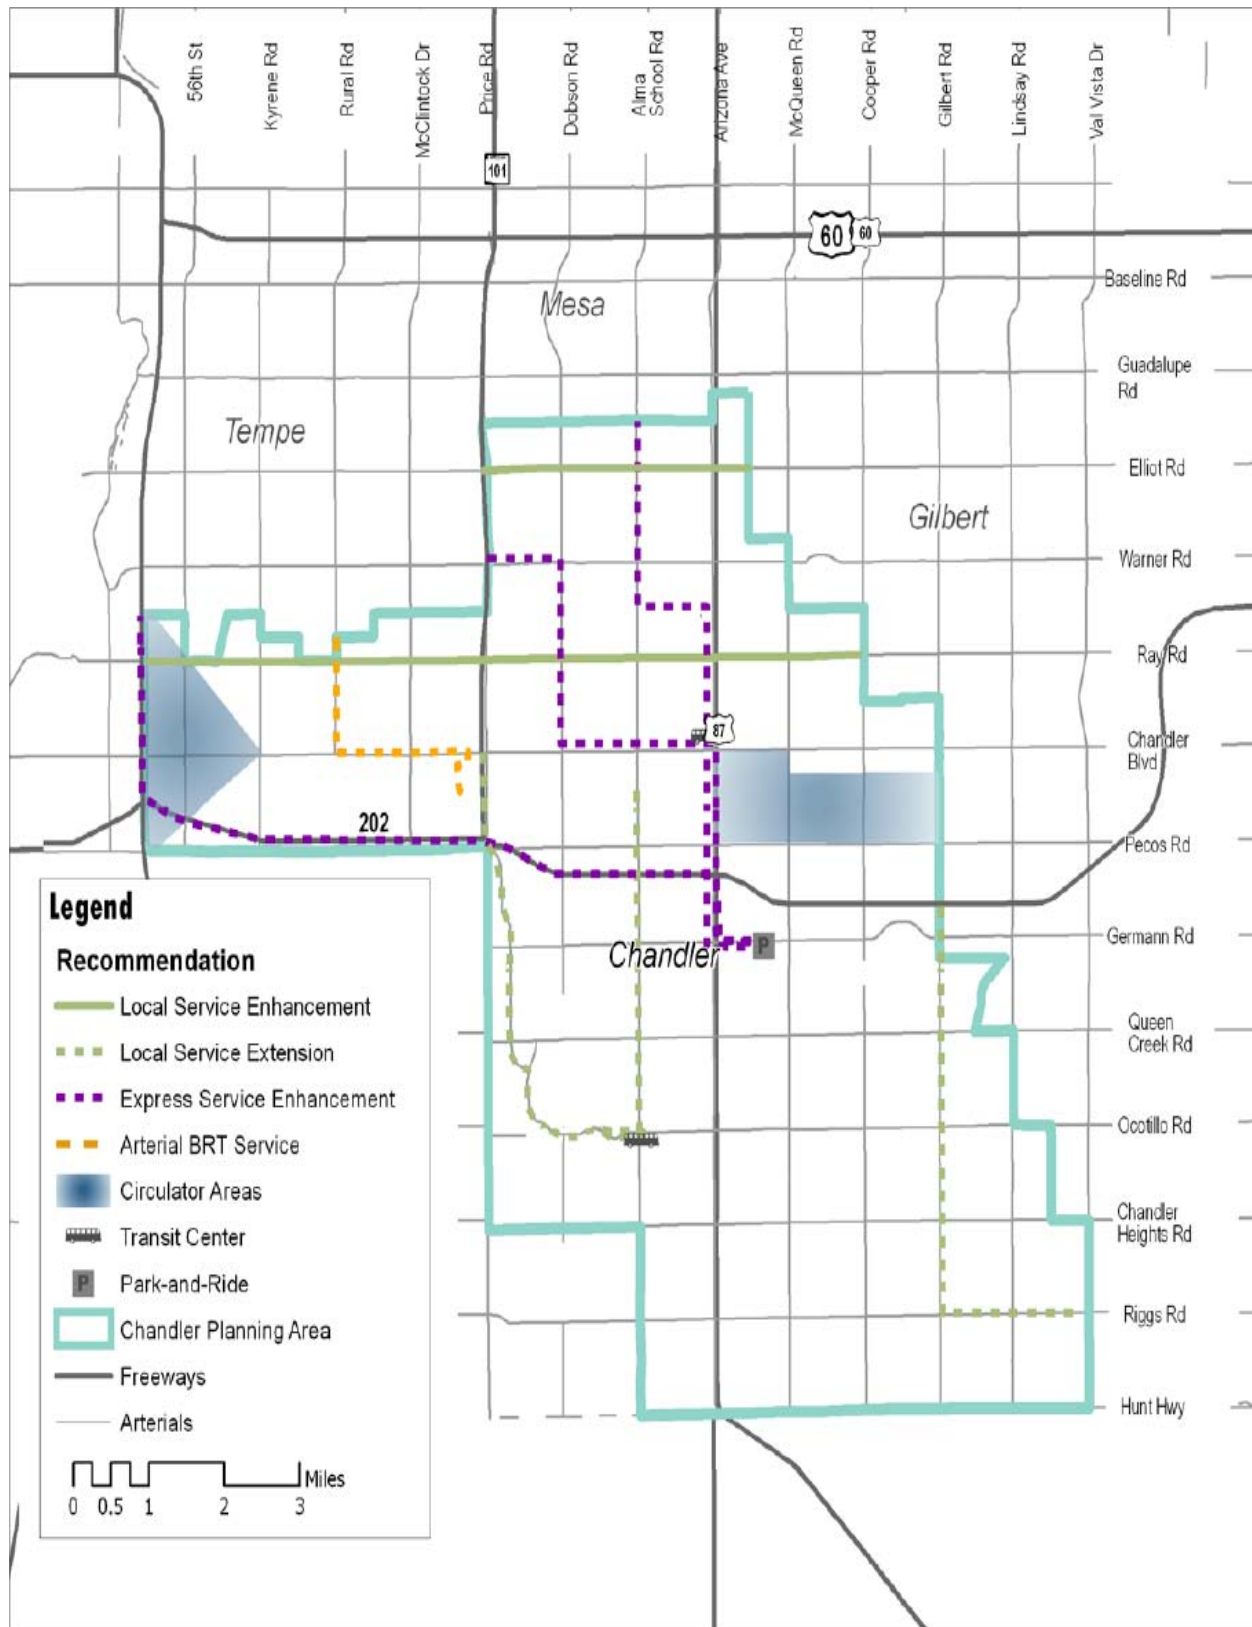 56th St
Kyrene Rd
Rural Rd
McClintock Dr
Price Rd
Dobson Rd
Alma
School Rd
Arizona Ave
McQueen Rd
Cooper Rd
Gilbert Rd
Lindsay Rd
Val Vista Dr
101
60
60
Baseline Rd
Mesa
Guadalupe
Rd
Tempe
Elliot Rd
Gilbert
Warner Rd
Ray Rd
87
Chandler
Blvd
202
Pecos Rd
Germann Rd
Chandler
P
Queen
Creek Rd
Ocotillo Rd
Chandler
Heights Rd
Riggs Rd
Hunt Hwy
Legend
Recommendation
Local Service Enhancement
Local Service Extension
Express Service Enhancement
Arterial BRT Service
Circulator Areas
Transit Center
P Park-and-Ride
Chandler Planning Area
Freeways
Arterials
Miles
0 0.5 1 2 3